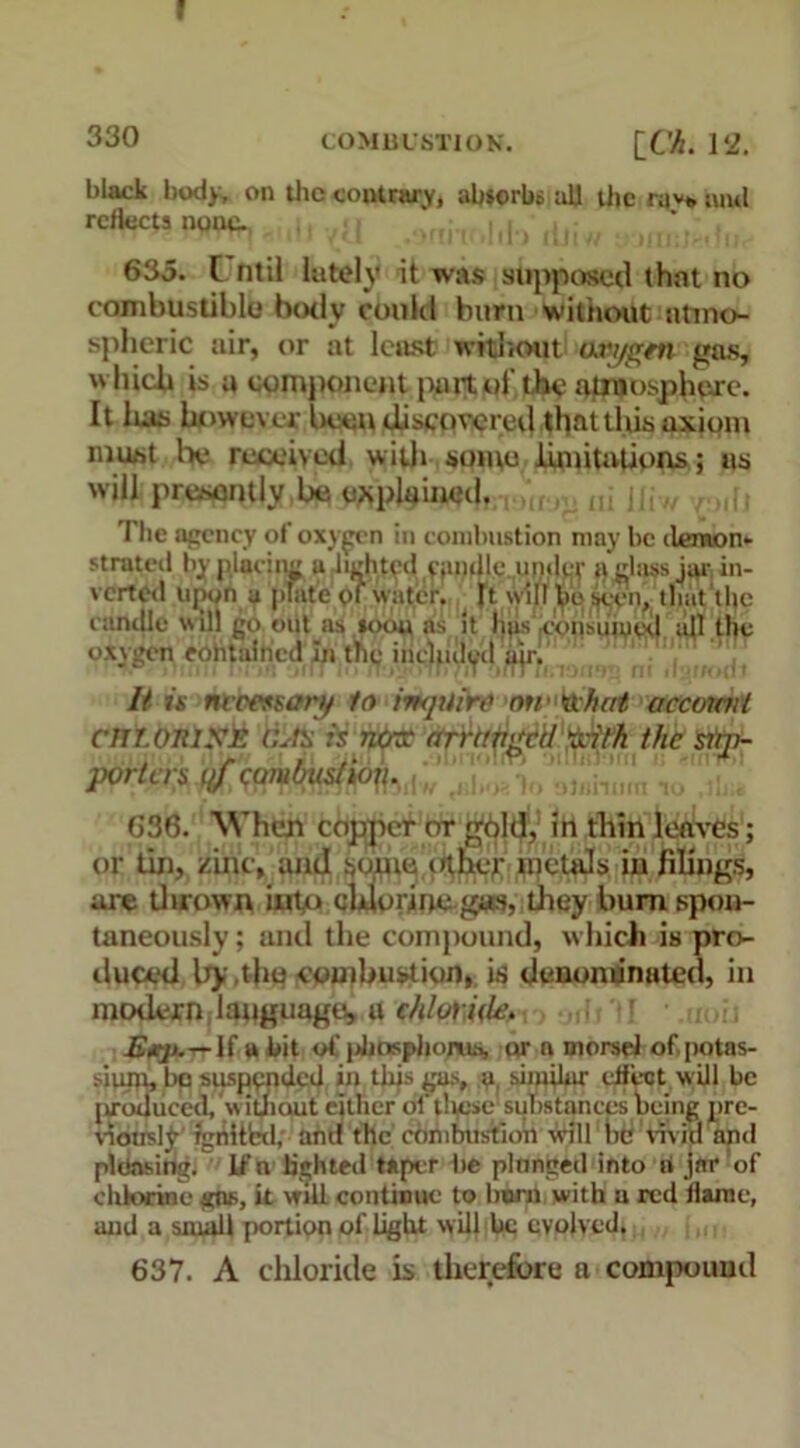 330 COMBUSTION. [Ch. 12.
black body, on the contrary, absorbs all the rays and
reflects none.
635. Until lately it was supposed that no
combustible body could burn without atmo-
spheric air, or at least without oxygen gas,
which is a component part of the atmosphere.
It has however been discovered that this axiom
must be received with some limitations; as
will presently be explained.
The agency of oxygen in combustion may be demon-
strated by placing a lighted candle under a glass jar, in-
verted upon a plate of water. It will be seen, that the
candle will go out as soon as it has consumed all the
oxygen contained in the included air.
It is necessary to inquire on what account
CHLORINE GAS is now arranged with the sup-
porters of combustion.
636. When copper or gold, in thin leaves;
or tin, zinc, and some other metals in filings,
are thrown into chlorine gas, they burn spon-
taneously; and the compound, which is pro-
duced by the combustion, is denominated, in
modern language, a chloride.
Exp.—If a bit of phosphorus, or a morsel of potas-
sium, be suspended in this gas, a similar effect will be
produced, without either of these substances being pre-
viously ignited, and the combustion will be vivid and
pleasing. If a lighted taper be plunged into a jar of
chlorine gas, it will continue to burn with a red flame,
and a small portion of light will be evolved.
637. A chloride is therefore a compound